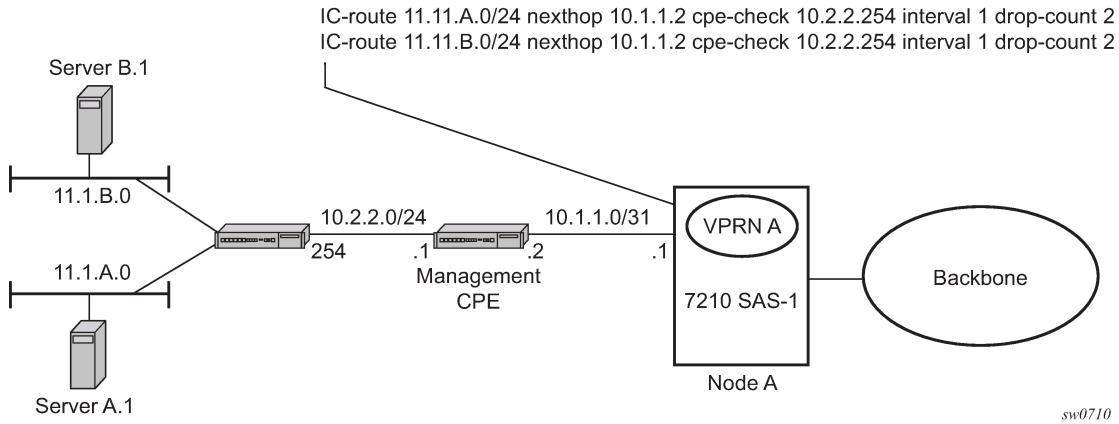 IC-route 11.11.A.0/24 nexthop 10.1.1.2 cpe-check 10.2.2.254 interval 1 drop-count 2
IC-route 11.11.B.0/24 nexthop 10.1.1.2 cpe-check 10.2.2.254 interval 1 drop-count 2
Server B.1
11.1.B.0
10.2.2.0/24
10.1.1.0/31
VPRN A
254
.1
.2
.1
11.1.A.0
Management
CPE
7210 SAS-1
Backbone
Node A
Server A.1
sw0710